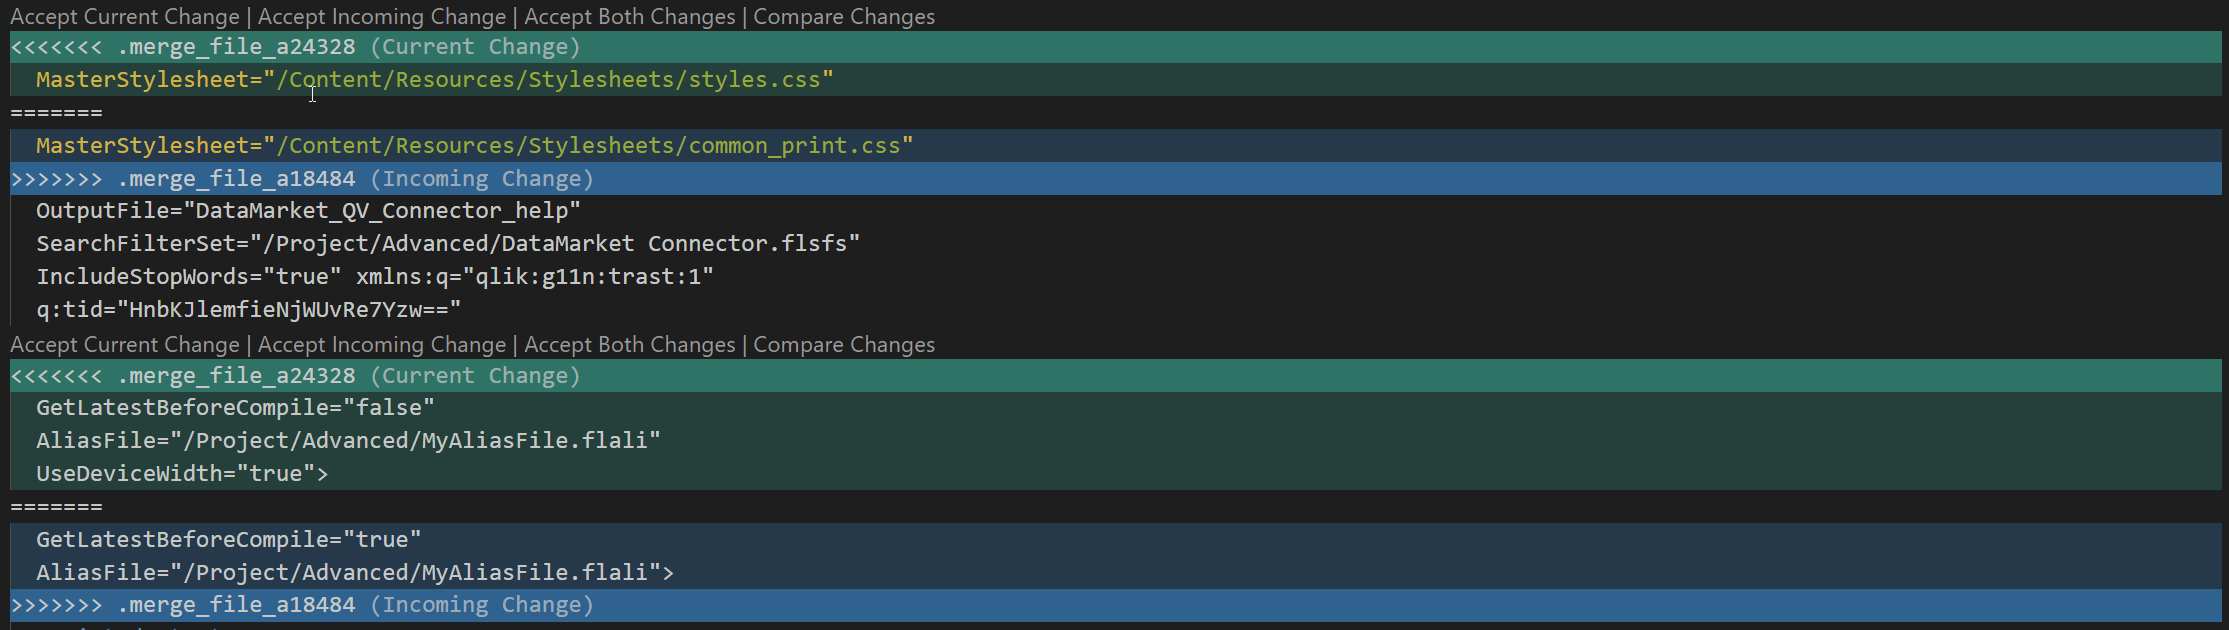 Accept Current Change | Accept Incoming Change | Accept Both Changes | Compare Changes
<<<<<<< .merge_file_a24328 (Current Change)
MasterStylesheet="/Content/Resources/Stylesheets/styles.css"
=======
MasterStylesheet="/Content/Resources/Stylesheets/common_print.css"
>>>>>>> .merge_file_a18484 (Incoming Change)
OutputFile="DataMarket_QV_Connector_help"
SearchFilterSet="/Project/Advanced/DataMarket Connector.flsfs"
IncludeStopWords="true" xmlns:q="qlik:g11n:trast:1"
q:tid="HnbKJlemfieNjWUvRe7Yzw=="
Accept Current Change | Accept Incoming Change | Accept Both Changes | Compare Changes
<<<<<<< .merge_file_a24328 (Current Change)
GetLatestBeforeCompile="false"
AliasFile="/Project/Advanced/MyAliasFile.flali"
UseDeviceWidth="true">
=======
GetLatestBeforeCompile="true"
AliasFile="/Project/Advanced/MyAliasFile.flali">
>>>>>>> .merge_file_a18484 (Incoming Change)